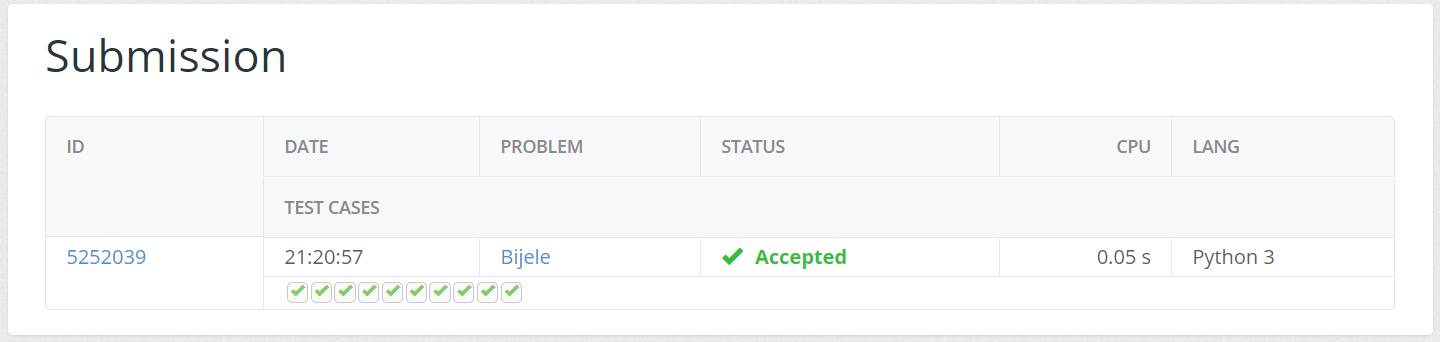 Submission
ID DATE PROBLEM STATUS CPU LANG
TEST CASES
5252039 21:20:57 Bijele Accepted 0.05 s Python 3